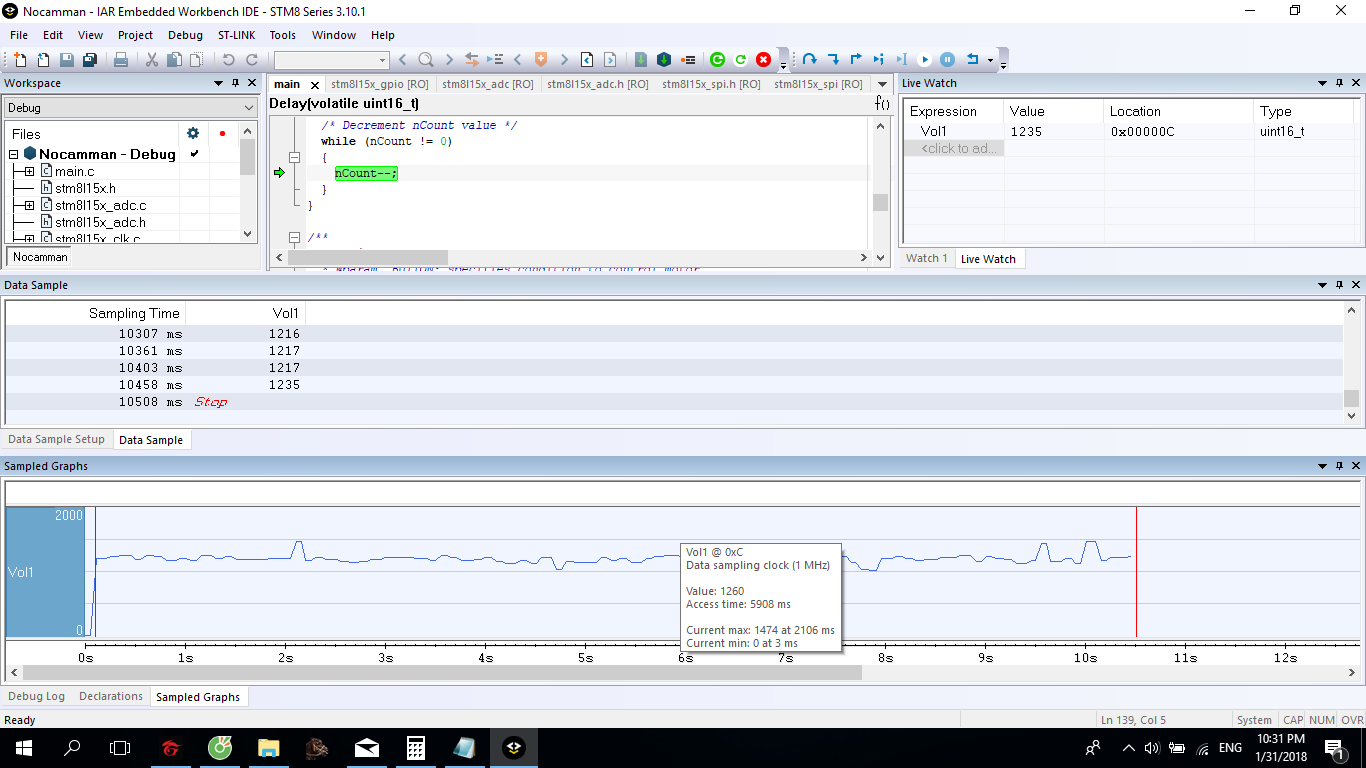 Nocamman - IAR Embedded Workbench IDE - STM8 Series 3.10.1
File Edit View Project Debug ST-LINK Tools Window Help
Workspace
Debug
Files
Nocamman - Debug
main.c
stm8l15x.h
stm8l15x_adc.c
stm8l15x_adc.h
stm8l15x_clk.c
Nocamman
main stm8l15x_gpio [RO] stm8l15x_adc [RO] stm8l15x_adc.h [RO] stm8l15x_spi.h [RO] stm8l15x_spi [RO]
Delay(volatile uint16_t) f()
/* Decrement nCount value */
while (nCount != 0)
{
nCount--;
}
}
/**
Live Watch
Expression Value Location Type
Vol1 1235 0x00000C uint16_t
<click to ad...
Watch 1 Live Watch
Data Sample
Sampling Time Vol1
10307 ms 1216
10361 ms 1217
10403 ms 1217
10458 ms 1235
10508 ms Stop
Data Sample Setup Data Sample
Sampled Graphs
2000
Vol1
0
Vol1 @ 0xC
Data sampling clock (1 MHz)
Value: 1260
Access time: 5908 ms
Current max: 1474 at 2106 ms
Current min: 0 at 3 ms
0s 1s 2s 3s 4s 5s 6s 7s 8s 9s 10s 11s 12s
Debug Log Declarations Sampled Graphs
Ready Ln 139, Col 5 System CAP NUM OVR
ENG
10:31 PM
1/31/2018
1